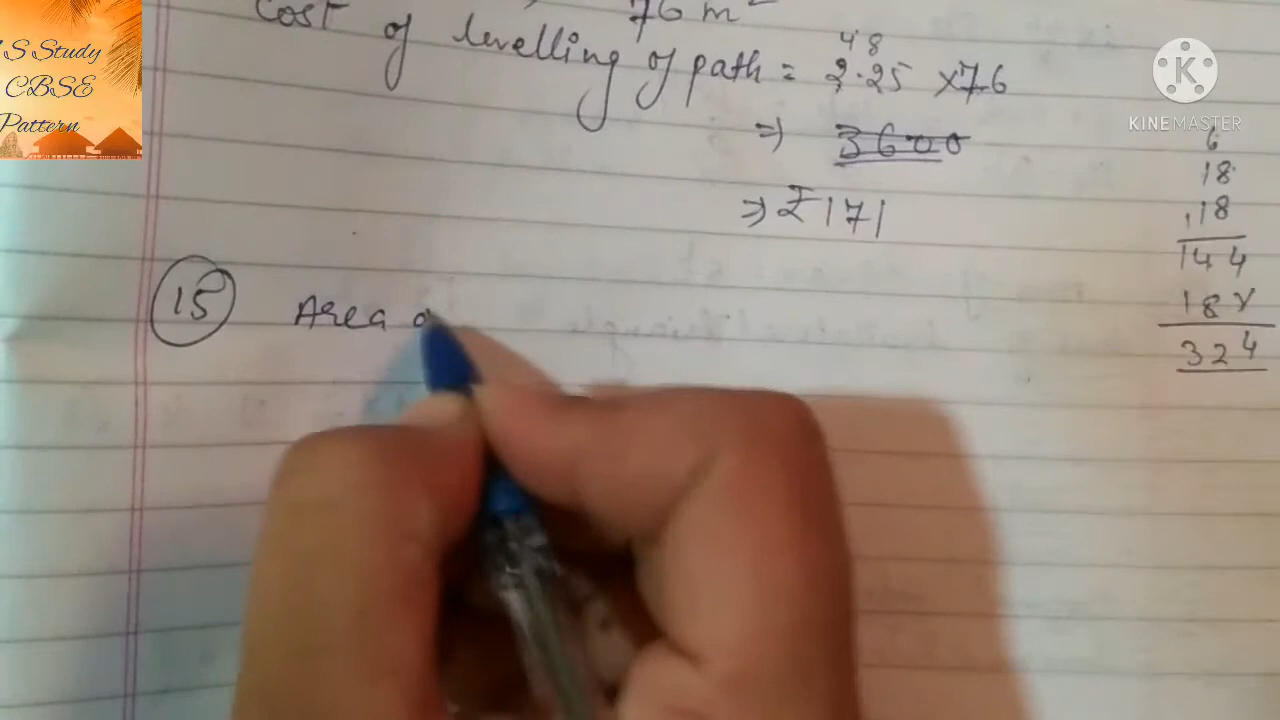 76 m²
Cost of levelling of path = 2.25 × 76
48
⇒ 3600
⇒ ₹171
15 Area o
6
18
18
144
18×
324
S Study
CBSE
Pattern
KINEMASTER